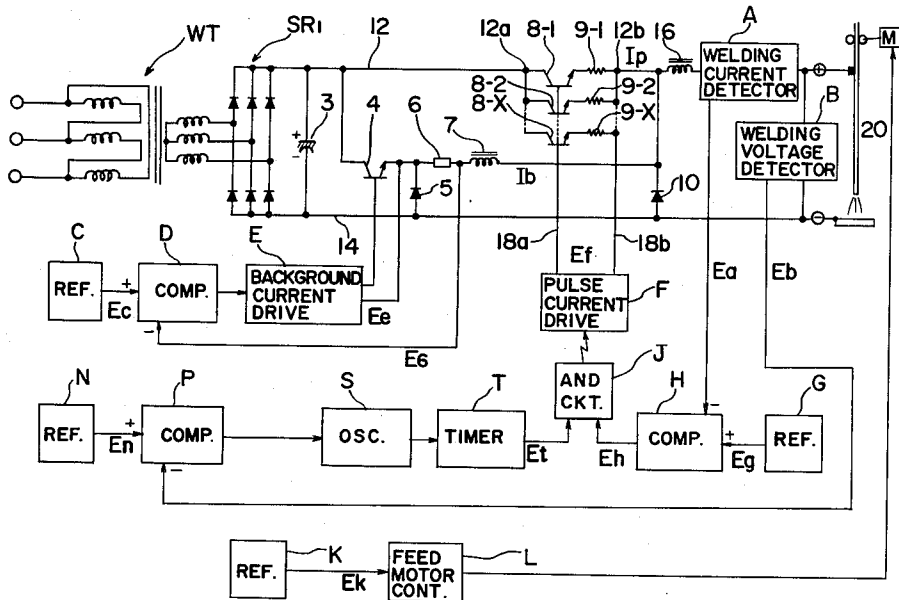 WT
SR1
12
12a
8-1
9-1
12b
Ip
16
A
WELDING
CURRENT
DETECTOR
+
M
8-2
9-2
8-X
9-X
B
3
+
-
4
6
7
WELDING
VOLTAGE
DETECTOR
20
5
Ib
10
14
-
18a
Ef
18b
Ea
Eb
C
REF.
+
Ec
D
COMP.
-
E
BACKGROUND
CURRENT
DRIVE
Ee
E6
PULSE
CURRENT
DRIVE
F
AND
CKT.
J
N
REF.
+
En
P
COMP.
-
S
OSC.
T
TIMER
Et
Eh
H
COMP.
-
+
Eg
G
REF.
K
REF.
Ek
FEED
MOTOR
CONT.
L